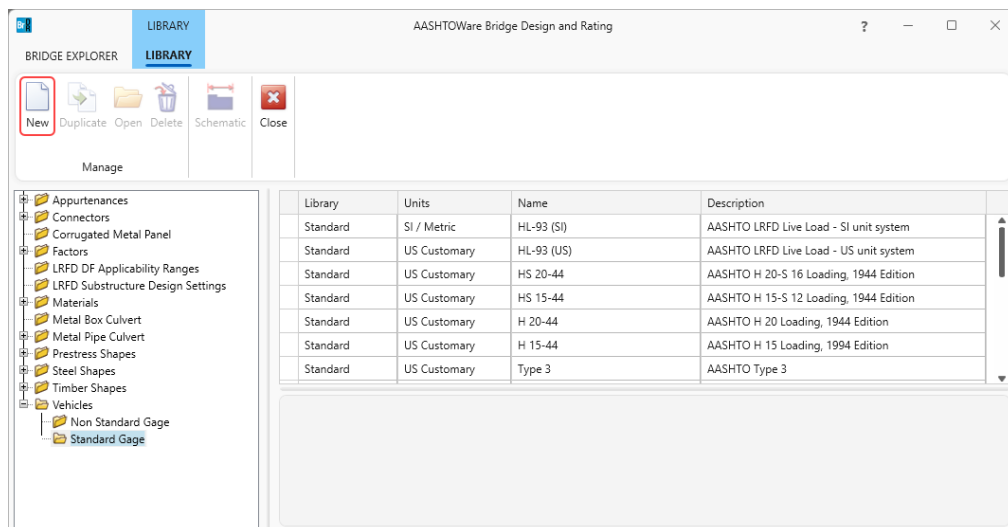 Br
LIBRARY
AASHTOWare Bridge Design and Rating
?
BRIDGE EXPLORER
LIBRARY
New Duplicate Open Delete Schematic Close
Manage
Appurtenances
Connectors
Corrugated Metal Panel
Factors
LRFD DF Applicability Ranges
LRFD Substructure Design Settings
Materials
Metal Box Culvert
Metal Pipe Culvert
Prestress Shapes
Steel Shapes
Timber Shapes
Vehicles
Non Standard Gage
Standard Gage
Library Units Name Description
Standard SI / Metric HL-93 (SI) AASHTO LRFD Live Load - SI unit system
Standard US Customary HL-93 (US) AASHTO LRFD Live Load - US unit system
Standard US Customary HS 20-44 AASHTO H 20-S 16 Loading, 1944 Edition
Standard US Customary HS 15-44 AASHTO H 15-S 12 Loading, 1944 Edition
Standard US Customary H 20-44 AASHTO H 20 Loading, 1944 Edition
Standard US Customary H 15-44 AASHTO H 15 Loading, 1994 Edition
Standard US Customary Type 3 AASHTO Type 3